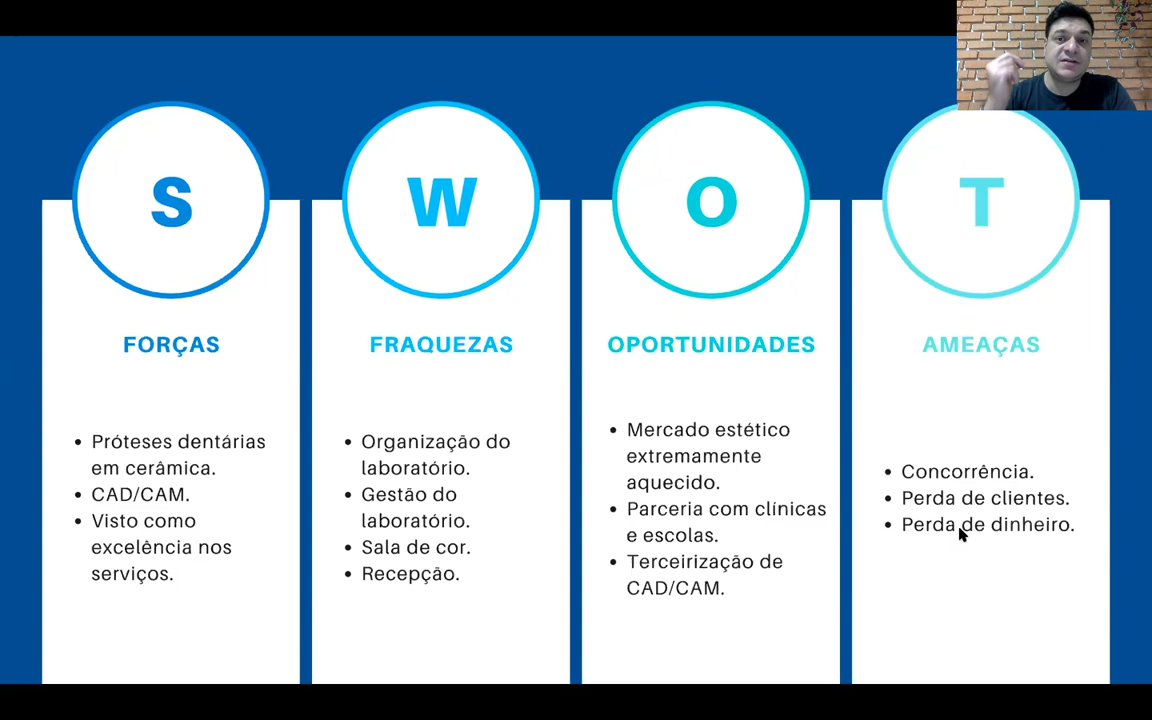 S
FORÇAS
Próteses dentárias
em cerâmica.
CAD/CAM.
Visto como
excelência nos
serviços.
W
FRAQUEZAS
Organização do
laboratório.
Gestão do
laboratório.
Sala de cor.
Recepção.
O
OPORTUNIDADES
Mercado estético
extremamente
aquecido.
Parceria com clínicas
e escolas.
Terceirização de
CAD/CAM.
T
AMEAÇAS
Concorrência.
Perda de clientes.
Perda de dinheiro.